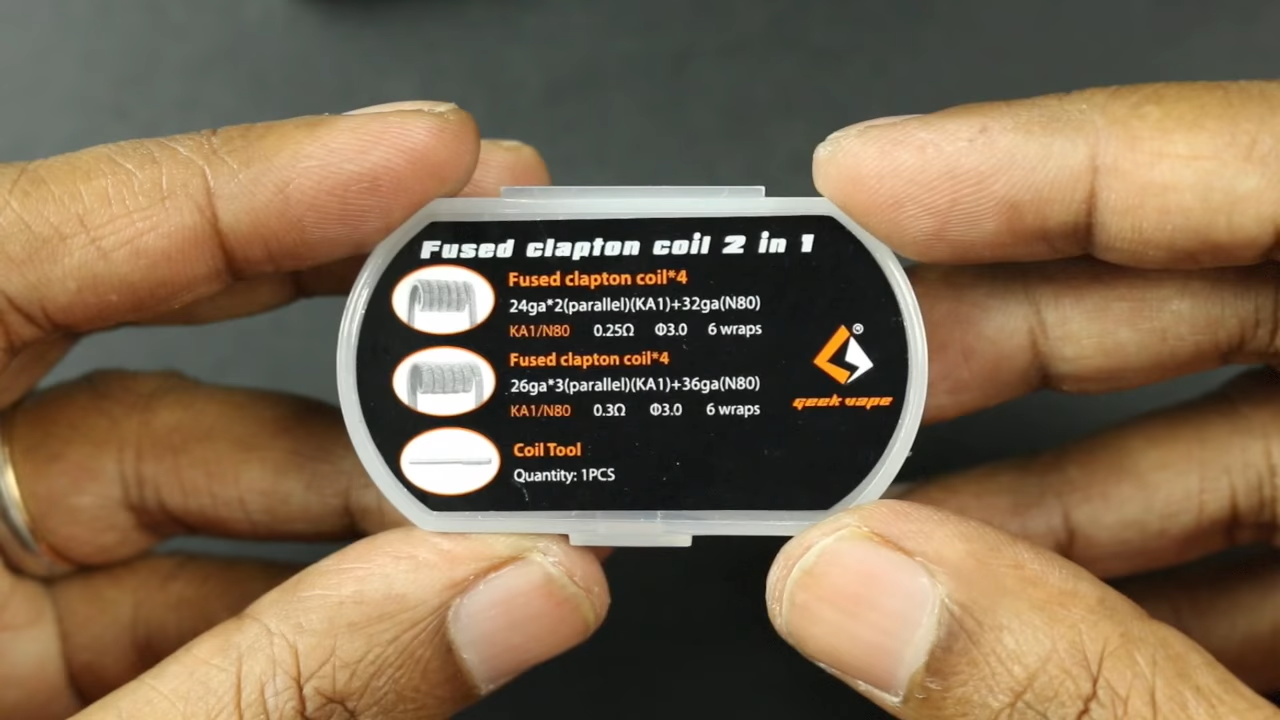 Fused clapton coil 2 in 1
Fused clapton coil*4
24ga*2(parallel)(KA1)+32ga(N80)
KA1/N80 0.25Ω Φ3.0 6 wraps
Fused clapton coil*4
26ga*3(parallel)(KA1)+36ga(N80)
KA1/N80 0.3Ω Φ3.0 6 wraps
Coil Tool
Quantity: 1PCS
®
geek vape